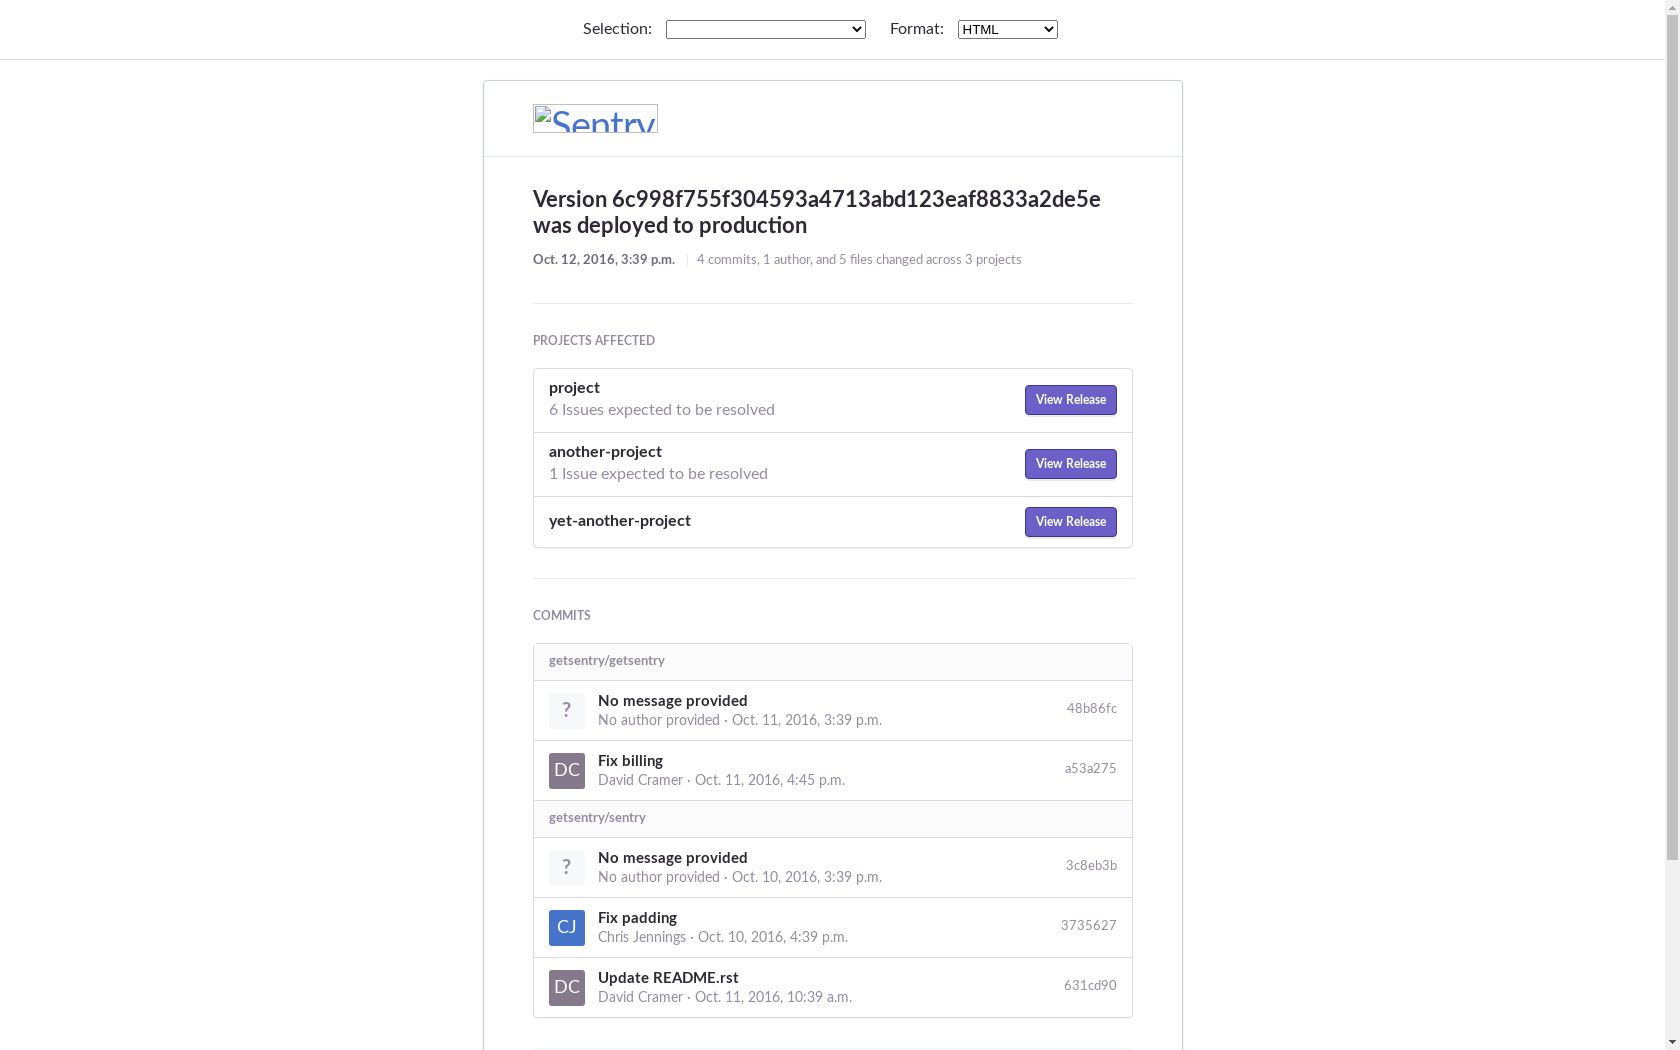 Selection: Format: HTML
Sentry
Version 6c998f755f304593a4713abd123eaf8833a2de5e
was deployed to production
Oct. 12, 2016, 3:39 p.m. 4 commits, 1 author, and 5 files changed across 3 projects
PROJECTS AFFECTED
project
6 Issues expected to be resolved
View Release
another-project
1 Issue expected to be resolved
View Release
yet-another-project
View Release
COMMITS
getsentry/getsentry
?
No message provided
No author provided · Oct. 11, 2016, 3:39 p.m.
48b86fc
DC
Fix billing
David Cramer · Oct. 11, 2016, 4:45 p.m.
a53a275
getsentry/sentry
?
No message provided
No author provided · Oct. 10, 2016, 3:39 p.m.
3c8eb3b
CJ
Fix padding
Chris Jennings · Oct. 10, 2016, 4:39 p.m.
3735627
DC
Update README.rst
David Cramer · Oct. 11, 2016, 10:39 a.m.
631cd90